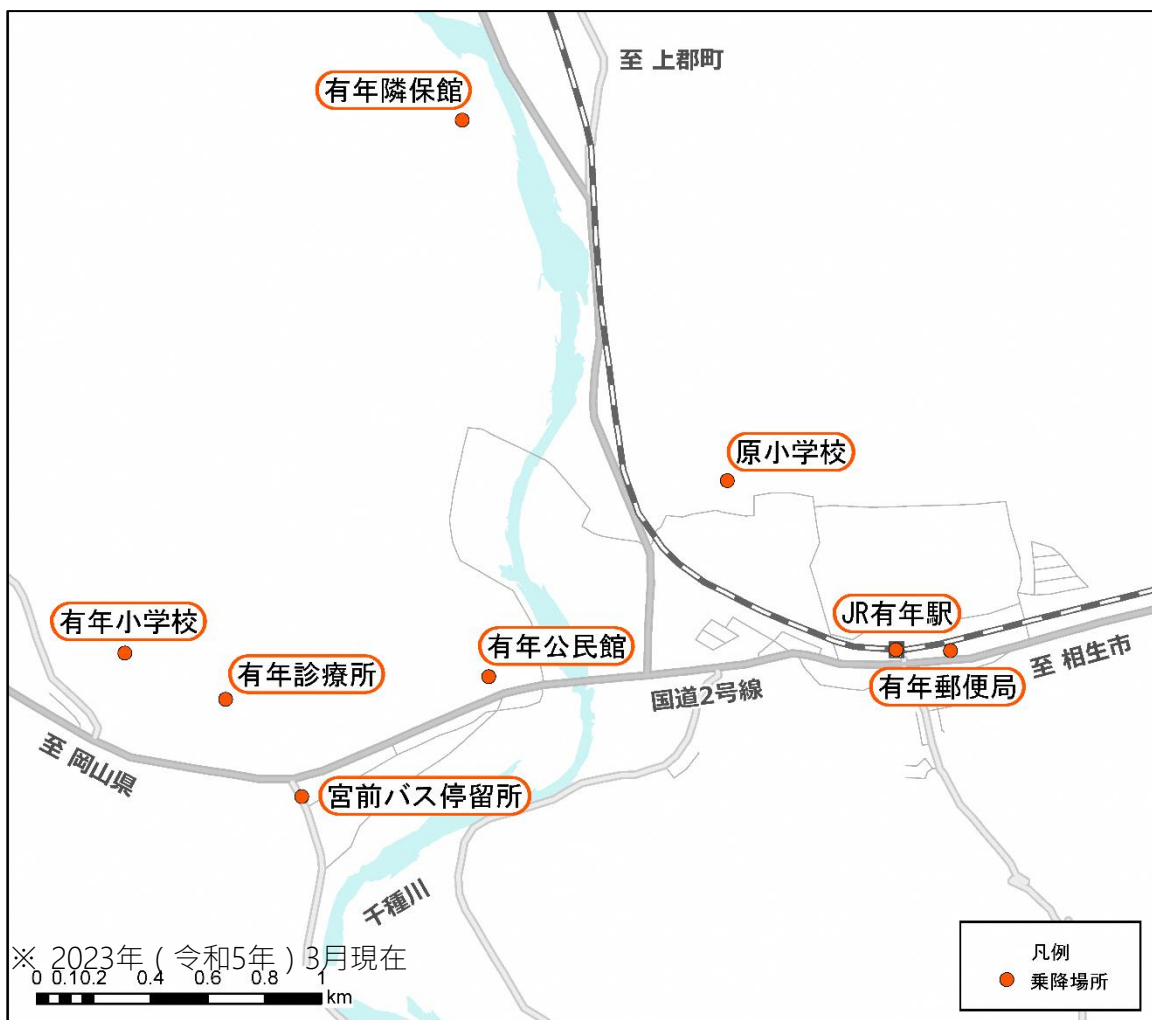 至 上郡町
有年隣保館
原小学校
有年小学校
有年診療所
有年公民館
JR有年駅
有年郵便局
至 相生市
国道2号線
至 岡山県
宮前バス停留所
千種川
※ 2023年(令和5年)3月現在
0 0.10.2 0.4 0.6 0.8 1
km
凡例
乗降場所